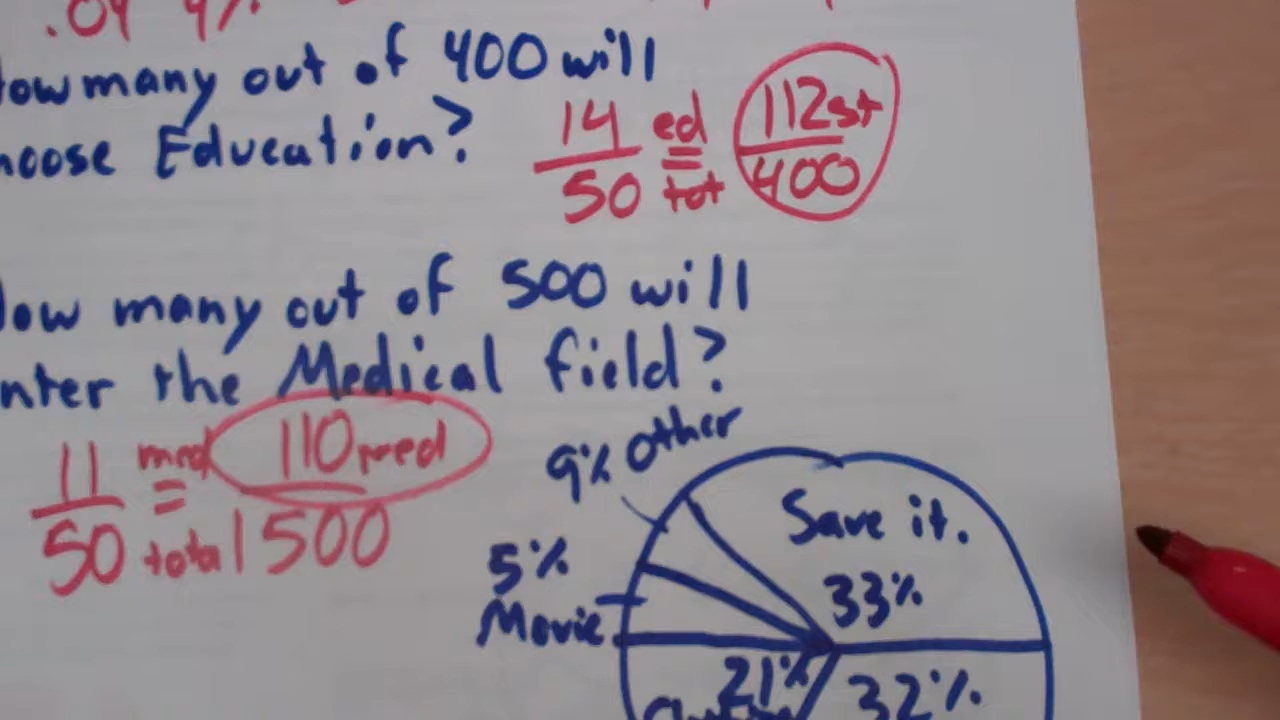 .04 4%
How many out of 400 will
choose Education?
14 ed = 112 st
50 tot 400
How many out of 500 will
enter the Medical field?
11 med = 110 med
50 total 500
9% Other
Save it.
33%
5%
Movie
21%
32%